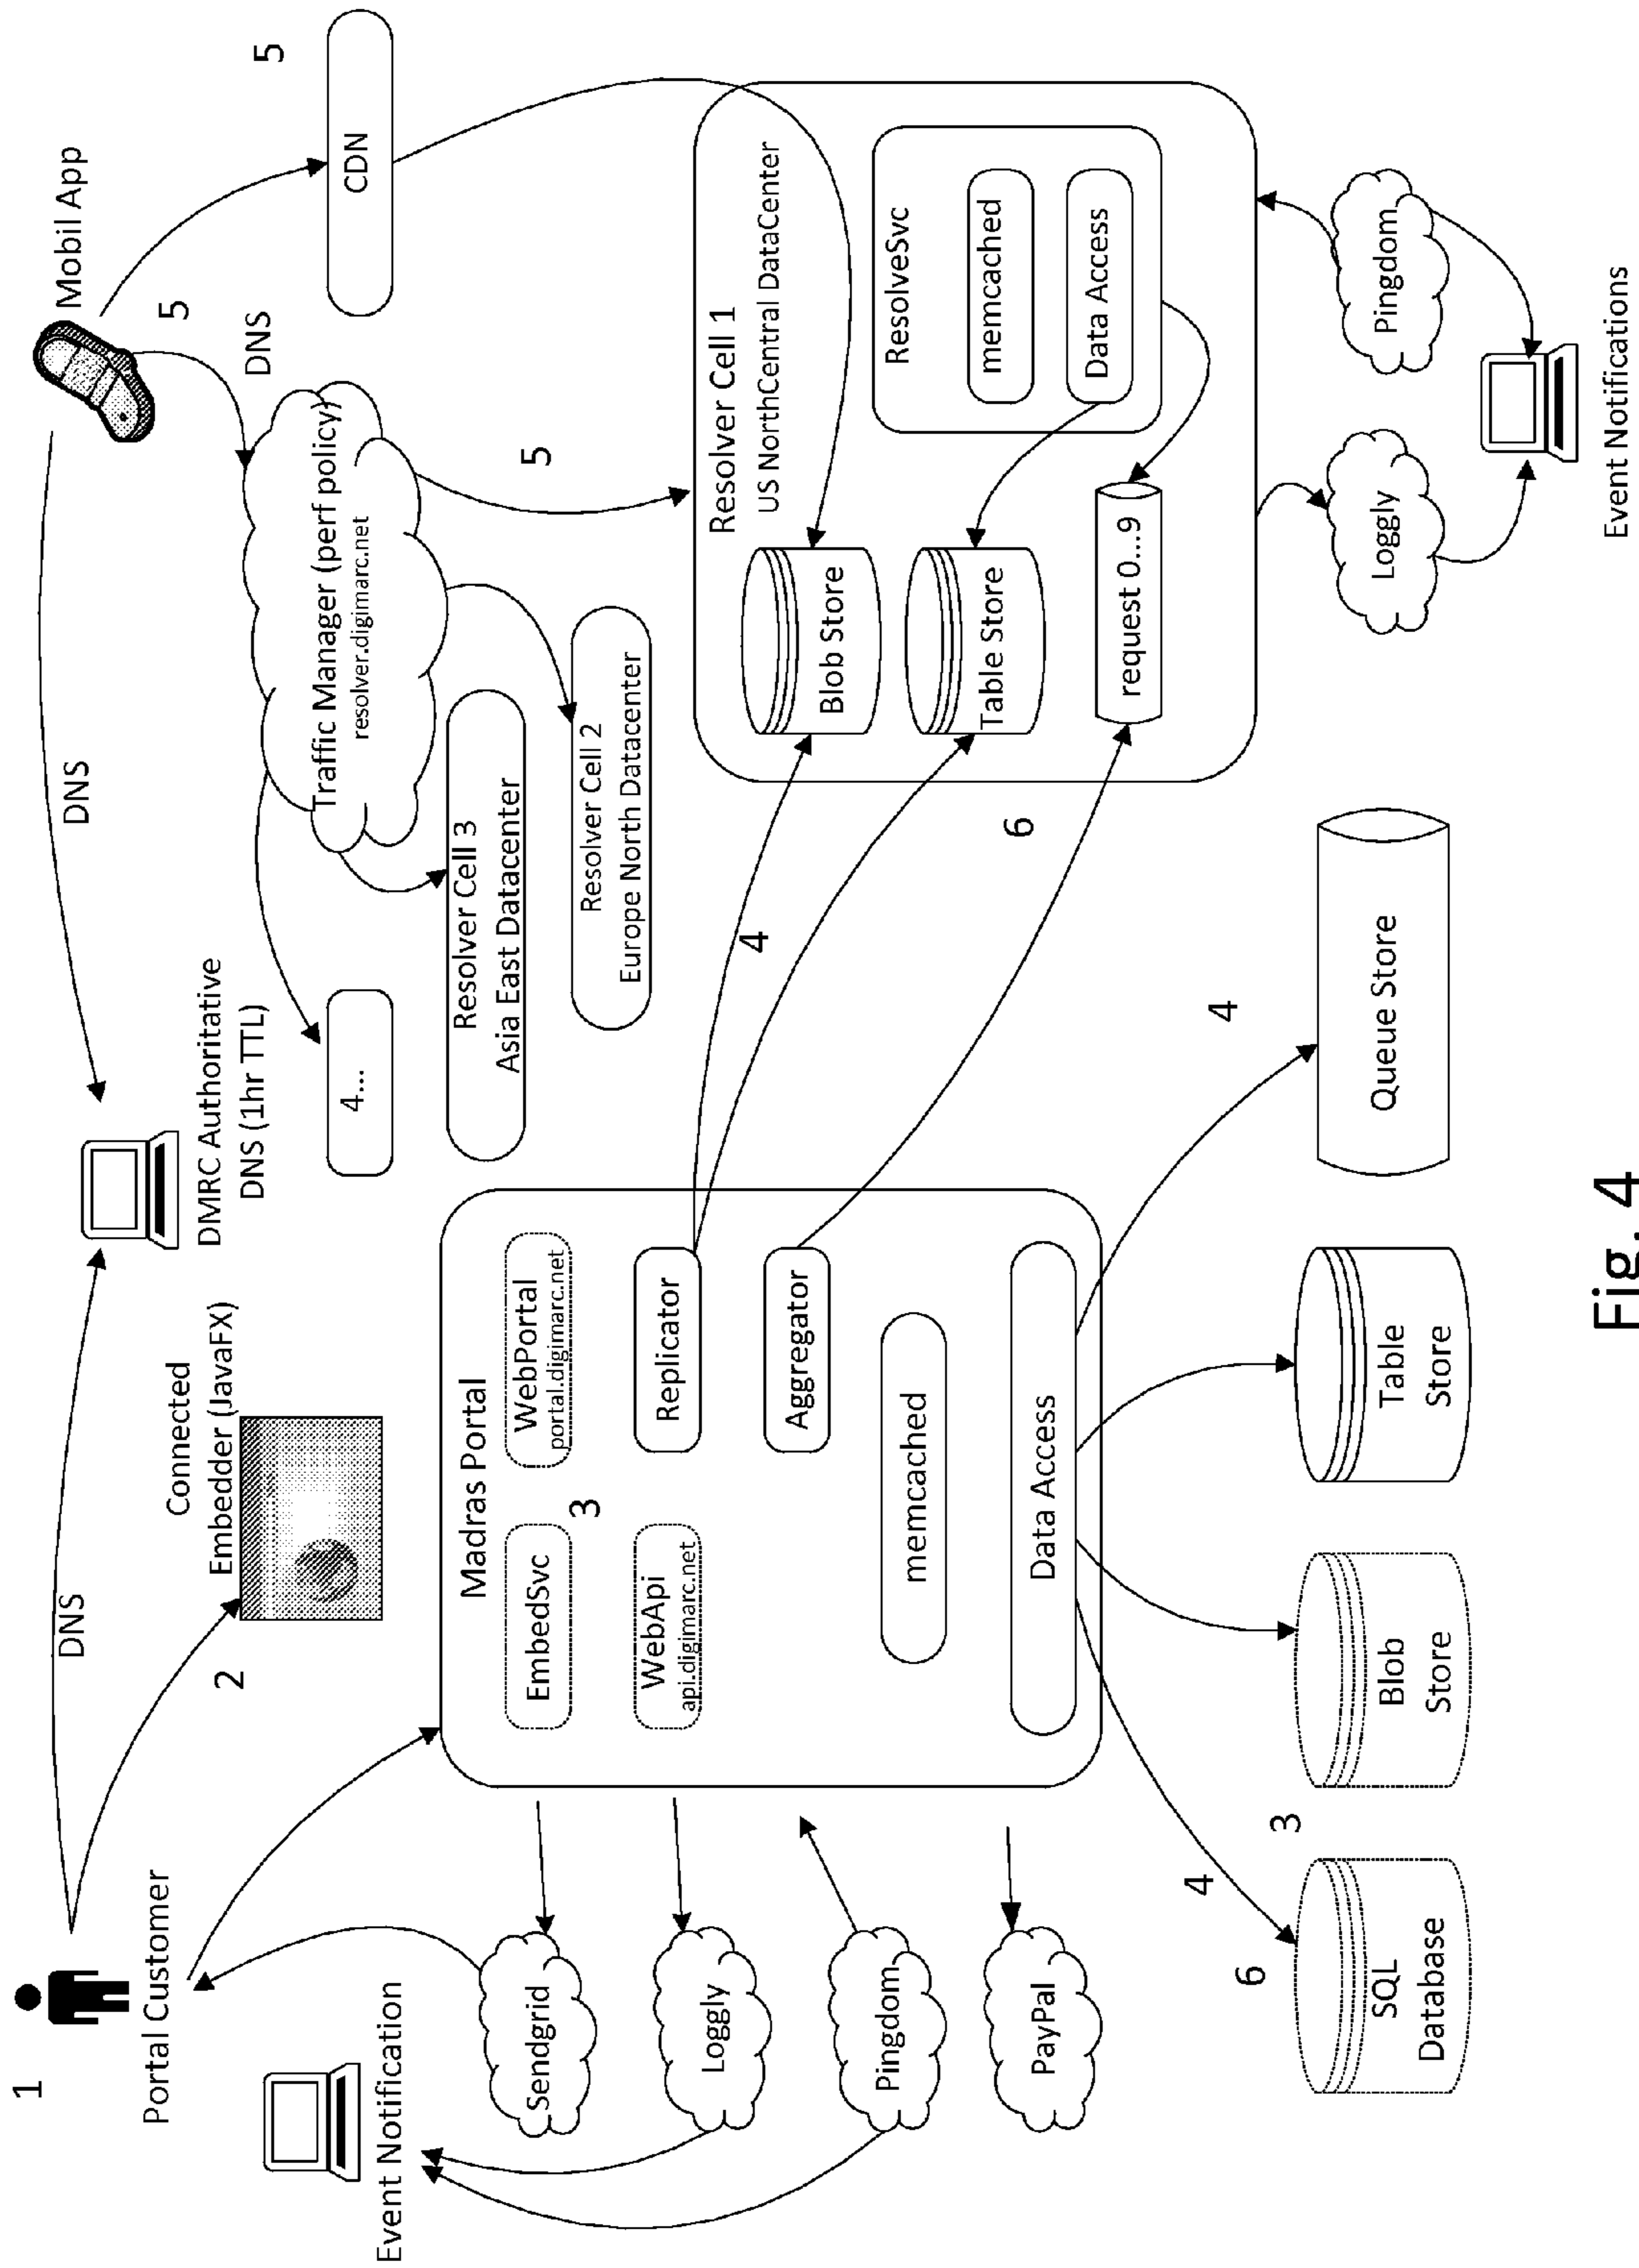 1
Portal Customer
DNS
2
Connected
Embedder (JavaFX)
DMRC Authoritative
DNS (1hr TTL)
DNS
Mobil App
5
DNS
5
CDN
Traffic Manager (perf policy)
resolver.digimarc.net
5
4...
Resolver Cell 3
Asia East Datacenter
Resolver Cell 2
Europe North Datacenter
Event Notification
Sendgrid
Loggly
Pingdom
PayPal
Madras Portal
EmbedSvc
WebPortal
portal.digimarc.net
3
WebApi
api.digimarc.net
Replicator
Aggregator
memcached
Data Access
4
6
Resolver Cell 1
US NorthCentral DataCenter
Blob Store
Table Store
request 0...9
ResolveSvc
memcached
Data Access
4
6
3
4
SQL
Database
Blob
Store
Table
Store
Queue Store
Loggly
Pingdom
Event Notifications
Fig. 4